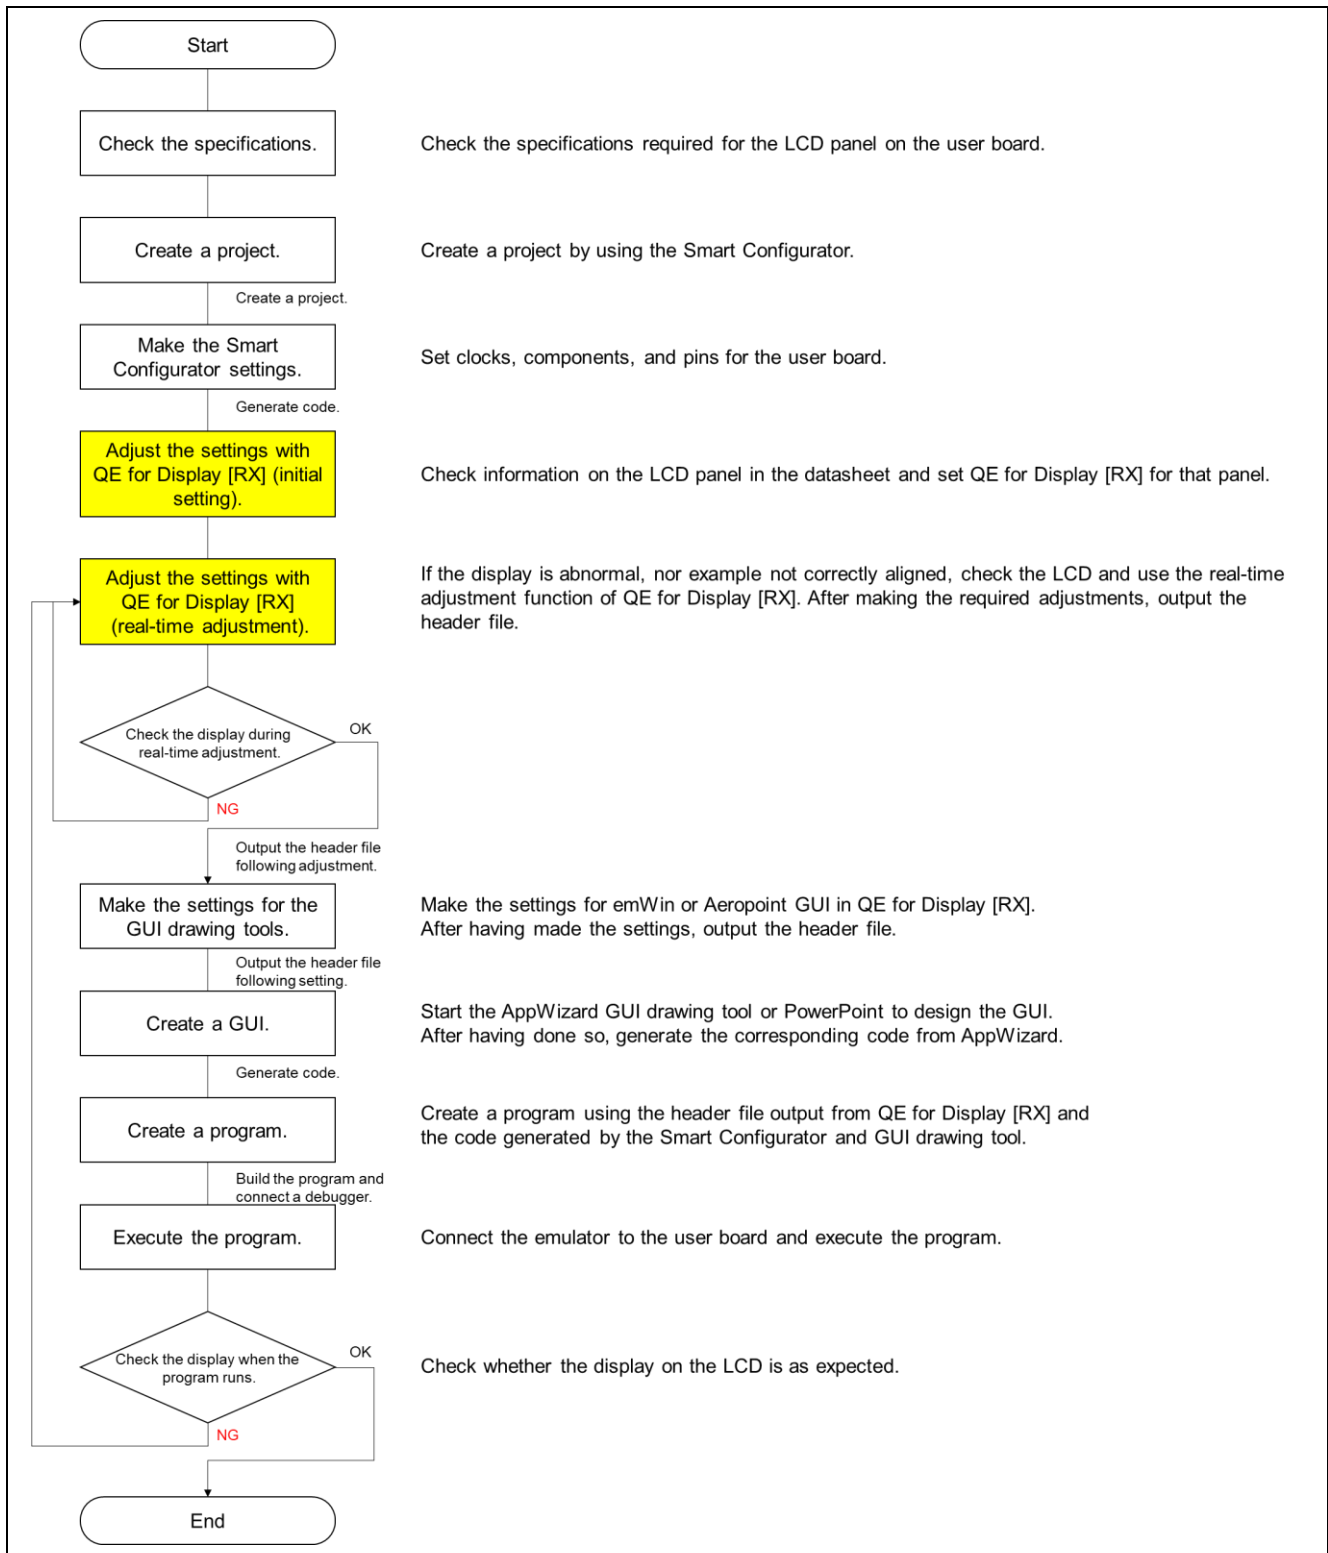 Start
Check the specifications.
Check the specifications required for the LCD panel on the user board.
Create a project.
Create a project by using the Smart Configurator.
Create a project.
Make the Smart
Configurator settings.
Set clocks, components, and pins for the user board.
Generate code.
Adjust the settings with
QE for Display [RX] (initial
setting).
Check information on the LCD panel in the datasheet and set QE for Display [RX] for that panel.
Adjust the settings with
QE for Display [RX]
(real-time adjustment).
If the display is abnormal, nor example not correctly aligned, check the LCD and use the real-time
adjustment function of QE for Display [RX]. After making the required adjustments, output the
header file.
Check the display during
real-time adjustment.
OK
NG
Output the header file
following adjustment.
Make the settings for the
GUI drawing tools.
Make the settings for emWin or Aeropoint GUI in QE for Display [RX].
After having made the settings, output the header file.
Output the header file
following setting.
Create a GUI.
Start the AppWizard GUI drawing tool or PowerPoint to design the GUI.
After having done so, generate the corresponding code from AppWizard.
Generate code.
Create a program.
Create a program using the header file output from QE for Display [RX] and
the code generated by the Smart Configurator and GUI drawing tool.
Build the program and
connect a debugger.
Execute the program.
Connect the emulator to the user board and execute the program.
Check the display when the
program runs.
OK
Check whether the display on the LCD is as expected.
NG
End